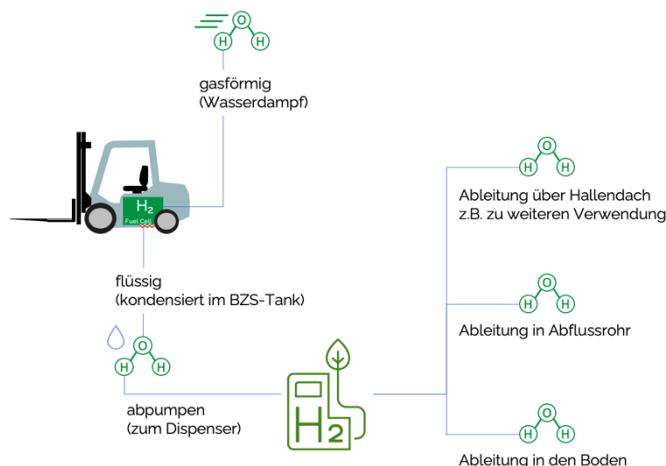 H O H
gasförmig
(Wasserdampf)
H₂
Fuel Cell
flüssig
(kondensiert im BZS-Tank)
H O H
abpumpen
(zum Dispenser)
H2
H O H
Ableitung über Hallendach
z.B. zu weiteren Verwendung
H O H
Ableitung in Abflussrohr
H O H
Ableitung in den Boden